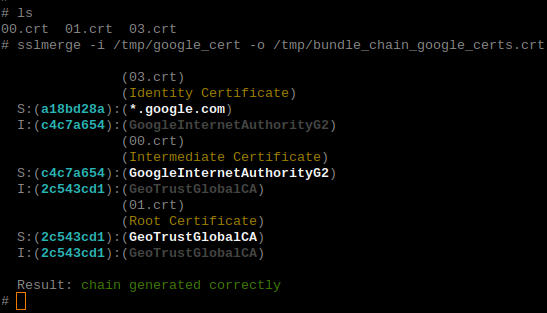 # ls
00.crt  01.crt  03.crt
# sslmerge -i /tmp/google_cert -o /tmp/bundle_chain_google_certs.crt
(03.crt)
(Identity Certificate)
S:(a18bd28a):(*.google.com)
I:(c4c7a654):(GoogleInternetAuthorityG2)
(00.crt)
(Intermediate Certificate)
S:(c4c7a654):(GoogleInternetAuthorityG2)
I:(2c543cd1):(GeoTrustGlobalCA)
(01.crt)
(Root Certificate)
S:(2c543cd1):(GeoTrustGlobalCA)
I:(2c543cd1):(GeoTrustGlobalCA)
Result: chain generated correctly
#